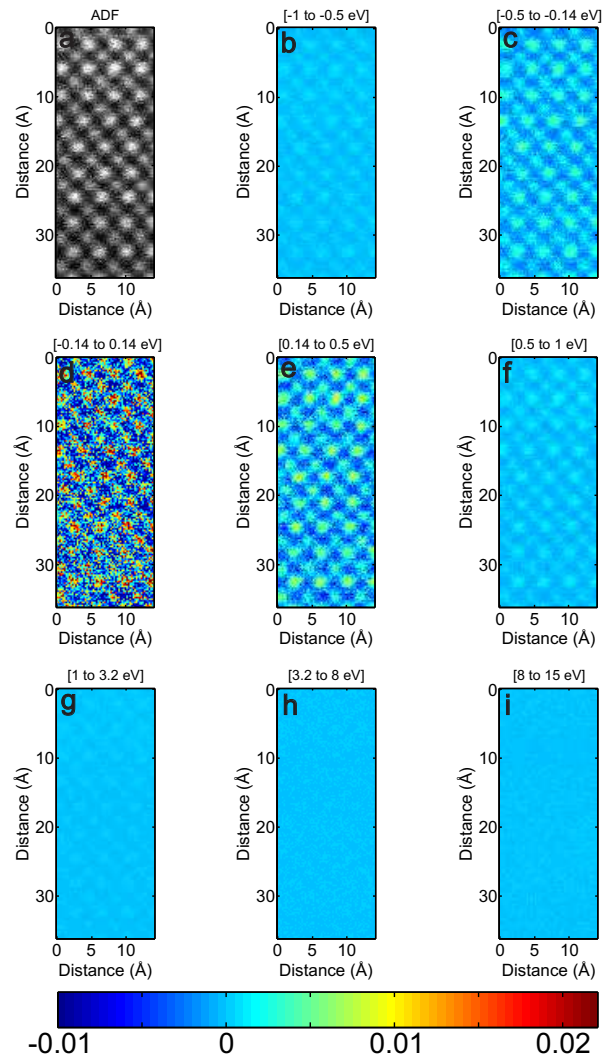 ADF
[-1 to -0.5 eV]
[-0.5 to -0.14 eV]
a
b
c
0
10
20
30
Distance (Å)
0
10
20
30
Distance (Å)
0
10
20
30
Distance (Å)
0 5 10
0 5 10
0 5 10
Distance (Å)
Distance (Å)
Distance (Å)
[-0.14 to 0.14 eV]
[0.14 to 0.5 eV]
[0.5 to 1 eV]
d
e
f
0
10
20
30
Distance (Å)
0
10
20
30
Distance (Å)
0
10
20
30
Distance (Å)
0 5 10
0 5 10
0 5 10
Distance (Å)
Distance (Å)
Distance (Å)
[1 to 3.2 eV]
[3.2 to 8 eV]
[8 to 15 eV]
g
h
i
0
10
20
30
Distance (Å)
0
10
20
30
Distance (Å)
0
10
20
30
Distance (Å)
0 5 10
0 5 10
0 5 10
Distance (Å)
Distance (Å)
Distance (Å)
-0.01 0 0.01 0.02